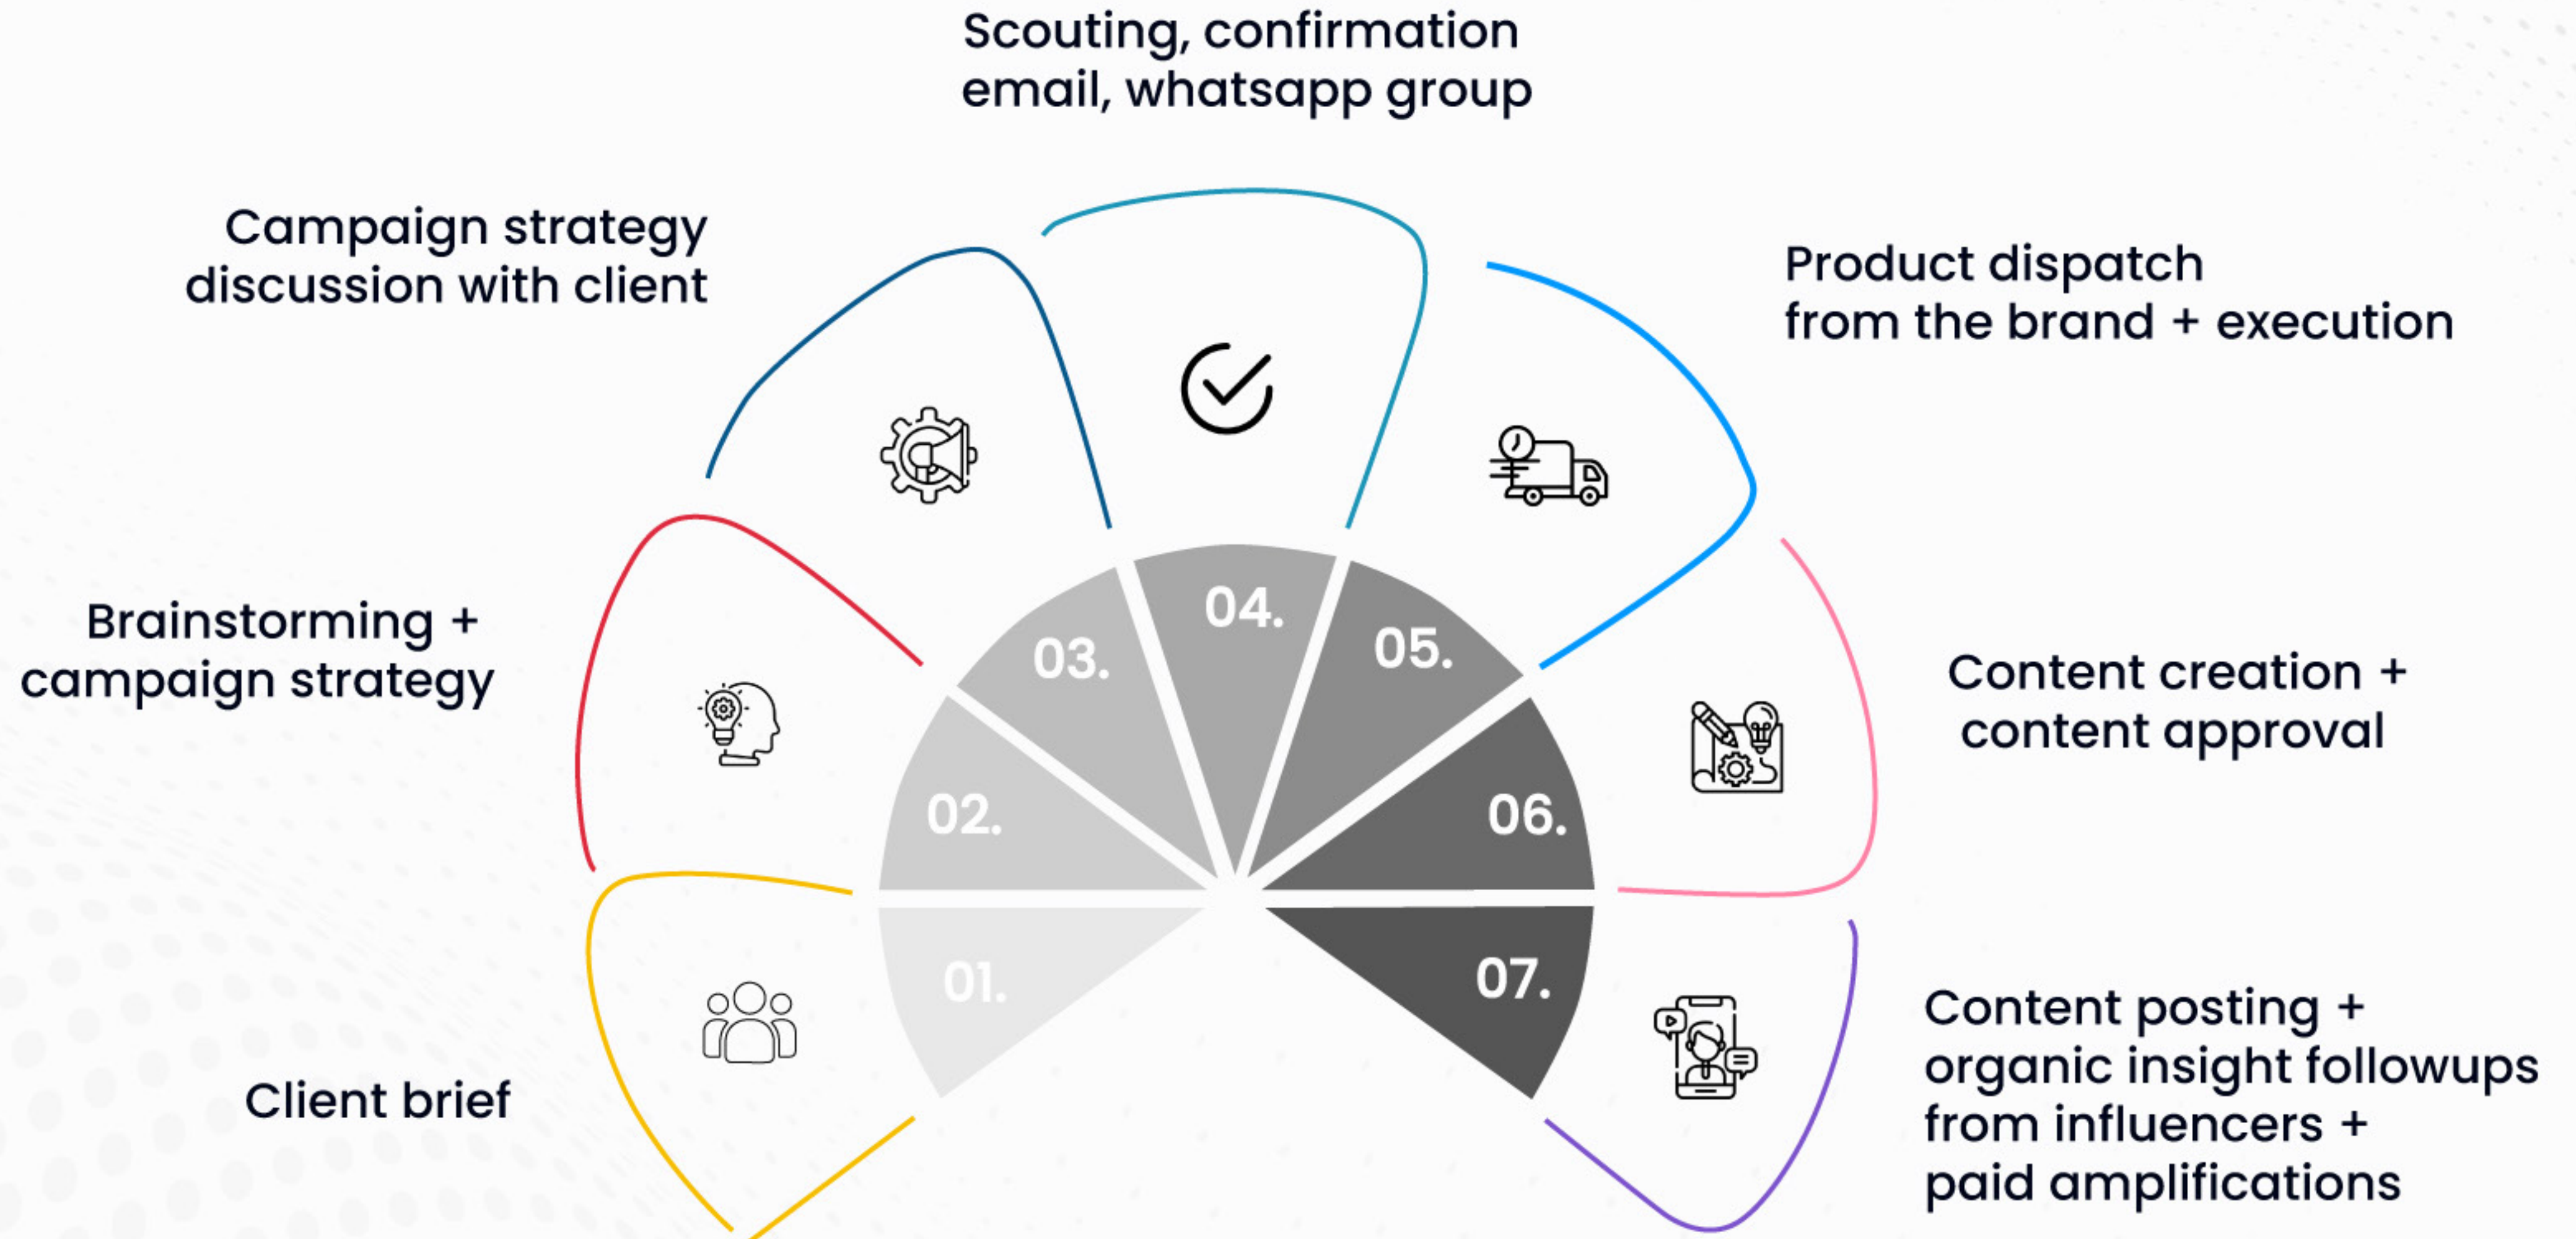 Scouting, confirmation
email, whatsapp group
Campaign strategy
discussion with client
Product dispatch
from the brand + execution
Brainstorming +
campaign strategy
Content creation +
content approval
Client brief
Content posting +
organic insight followups
from influencers +
paid amplifications
01.
02.
03.
04.
05.
06.
07.